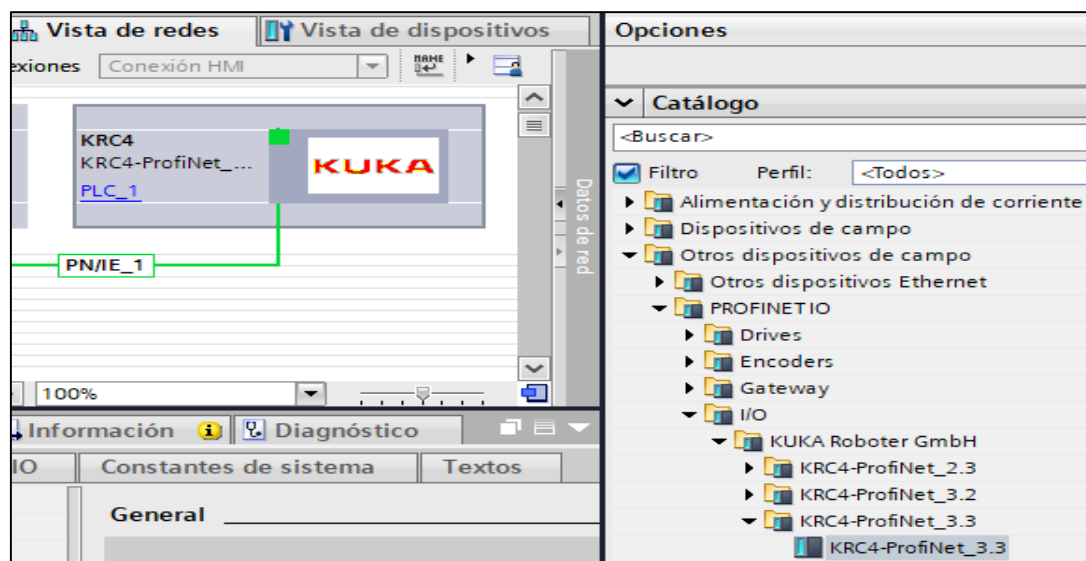 Vista de redes
Vista de dispositivos
exiones
Conexión HMI
KRC4
KRC4-ProfiNet_...
PLC_1
KUKA
PN/IE_1
Datos de red
100%
Información
Diagnóstico
IO
Constantes de sistema
Textos
General
Opciones
Catálogo
<Buscar>
Filtro
Perfil:
<Todos>
Alimentación y distribución de corriente
Dispositivos de campo
Otros dispositivos de campo
Otros dispositivos Ethernet
PROFINET IO
Drives
Encoders
Gateway
I/O
KUKA Roboter GmbH
KRC4-ProfiNet_2.3
KRC4-ProfiNet_3.2
KRC4-ProfiNet_3.3
KRC4-ProfiNet_3.3